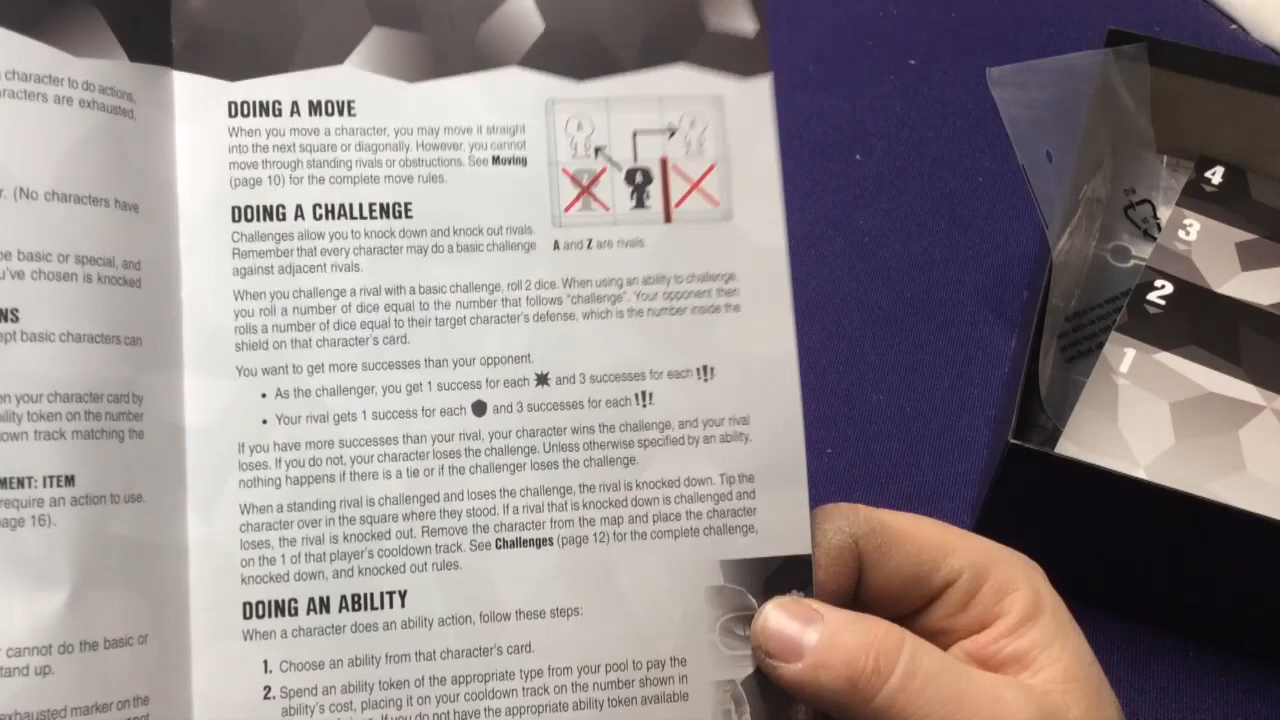 character to do actions,
aracters are exhausted,
r. (No characters have
be basic or special, and
u've chosen is knocked
NS
ept basic characters can
on your character card by
ility token on the number
own track matching the
MENT: ITEM
require an action to use.
age 16).
cannot do the basic or
tand up.
exhausted marker on the
DOING A MOVE
When you move a character, you may move it straight
into the next square or diagonally. However, you cannot
move through standing rivals or obstructions. See Moving
(page 10) for the complete move rules.
A and Z are rivals
DOING A CHALLENGE
Challenges allow you to knock down and knock out rivals.
Remember that every character may do a basic challenge
against adjacent rivals.
When you challenge a rival with a basic challenge, roll 2 dice. When using an ability to challenge,
you roll a number of dice equal to the number that follows "challenge". Your opponent then
rolls a number of dice equal to their target character's defense, which is the number inside the
shield on that character's card.
You want to get more successes than your opponent.
• As the challenger, you get 1 success for each and 3 successes for each !!!
• Your rival gets 1 success for each and 3 successes for each !!!
If you have more successes than your rival, your character wins the challenge, and your rival
loses. If you do not, your character loses the challenge. Unless otherwise specified by an ability,
nothing happens if there is a tie or if the challenger loses the challenge.
When a standing rival is challenged and loses the challenge, the rival is knocked down. Tip the
character over in the square where they stood. If a rival that is knocked down is challenged and
loses, the rival is knocked out. Remove the character from the map and place the character
on the 1 of that player's cooldown track. See Challenges (page 12) for the complete challenge,
knocked down, and knocked out rules.
DOING AN ABILITY
When a character does an ability action, follow these steps:
1. Choose an ability from that character's card.
2. Spend an ability token of the appropriate type from your pool to pay the
ability's cost, placing it on your cooldown track on the number shown in
If you do not have the appropriate ability token available
4
3
2
1